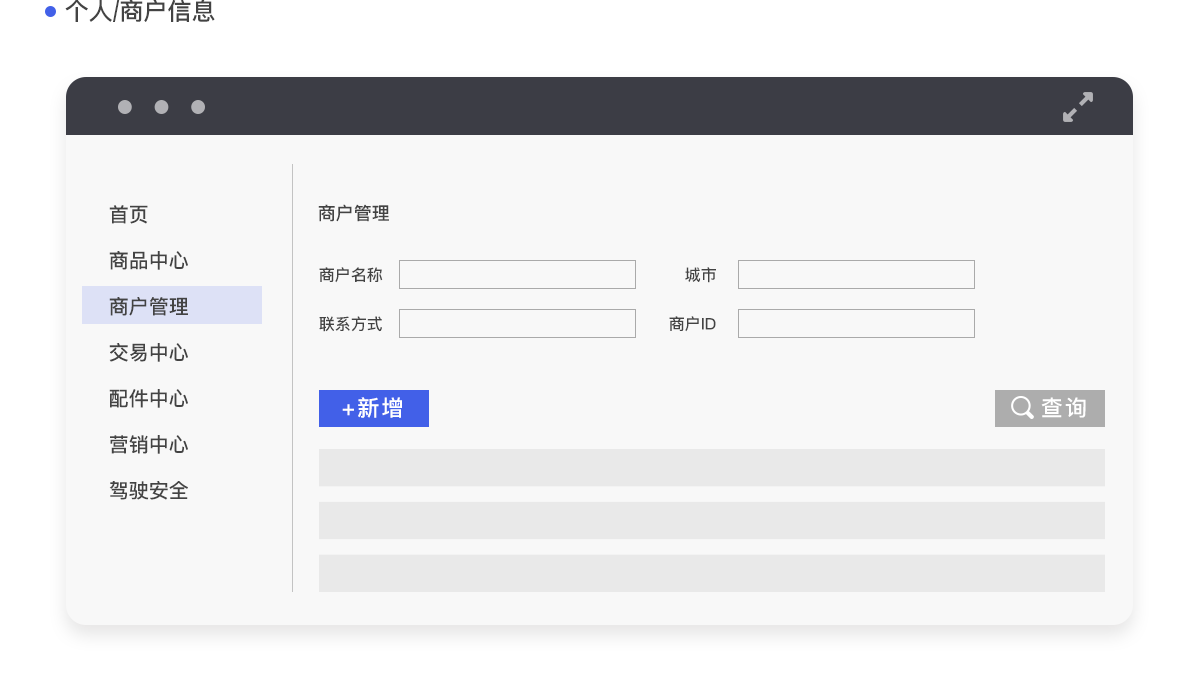 个人/商户信息
首页
商品中心
商户管理
交易中心
配件中心
营销中心
驾驶安全
商户管理
商户名称
城市
联系方式
商户ID
+新增
查询